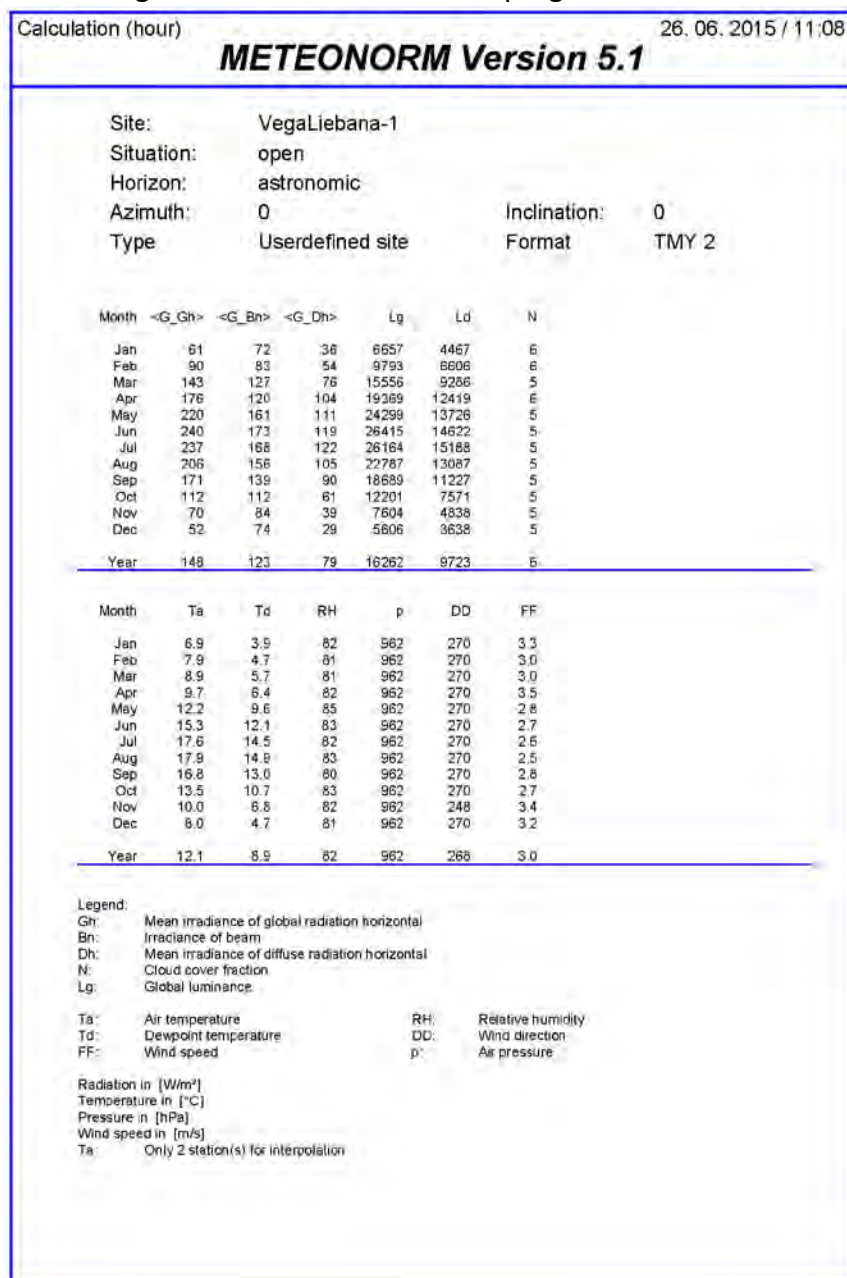 Calculation (hour) 26. 06. 2015 / 11:08
METEONORM Version 5.1
Site: VegaLiebana-1
Situation: open
Horizon: astronomic
Azimuth: 0 Inclination: 0
Type Userdefined site Format TMY 2
Month <G_Gh> <G_Bn> <G_Dh> Lg Ld N
Jan 61 72 36 6657 4467 6
Feb 90 83 54 9793 6606 6
Mar 143 127 76 15556 9286 5
Apr 176 120 104 19369 12419 6
May 220 161 111 24299 13726 5
Jun 240 173 119 26415 14622 5
Jul 237 168 122 26164 15188 5
Aug 206 156 105 22787 13087 5
Sep 171 139 90 18689 11227 5
Oct 112 112 61 12201 7571 5
Nov 70 84 39 7604 4838 5
Dec 52 74 29 5606 3638 5
Year 148 123 79 16262 9723
Month Ta Td RH p DD FF
Jan 6.9 3.9 82 962 270 3.3
Feb 7.9 4.7 81 962 270 3.0
Mar 8.9 5.7 81 962 270 3.0
Apr 9.7 6.4 82 962 270 3.5
May 12.2 9.6 85 962 270 2.8
Jun 15.3 12.1 83 962 270 2.7
Jul 17.6 14.5 82 962 270 2.6
Aug 17.9 14.9 83 962 270 2.5
Sep 16.8 13.0 80 962 270 2.8
Oct 13.5 10.7 83 962 270 2.7
Nov 10.0 6.8 82 962 248 3.4
Dec 8.0 4.7 81 962 270 3.2
Year 12.1 8.9 82 962 268 3.0
Legend:
Gh: Mean irradiance of global radiation horizontal
Bn: Irradiance of beam
Dh: Mean irradiance of diffuse radiation horizontal
N: Cloud cover fraction
Lg: Global luminance
Ta: Air temperature RH: Relative humidity
Td: Dewpoint temperature DD: Wind direction
FF: Wind speed p: Air pressure
Radiation in [W/m²]
Temperature in [°C]
Pressure in [hPa]
Wind speed in [m/s]
Ta: Only 2 station(s) for interpolation